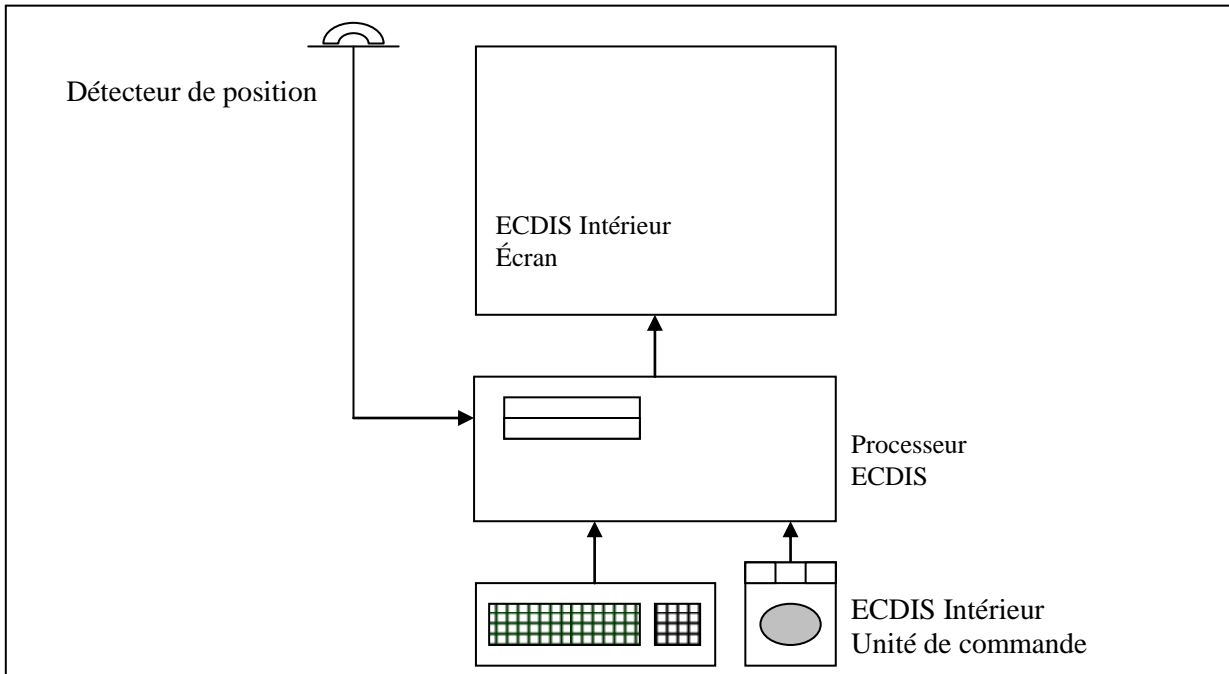 Détecteur de position
ECDIS Intérieur
Écran
Processeur
ECDIS
ECDIS Intérieur
Unité de commande